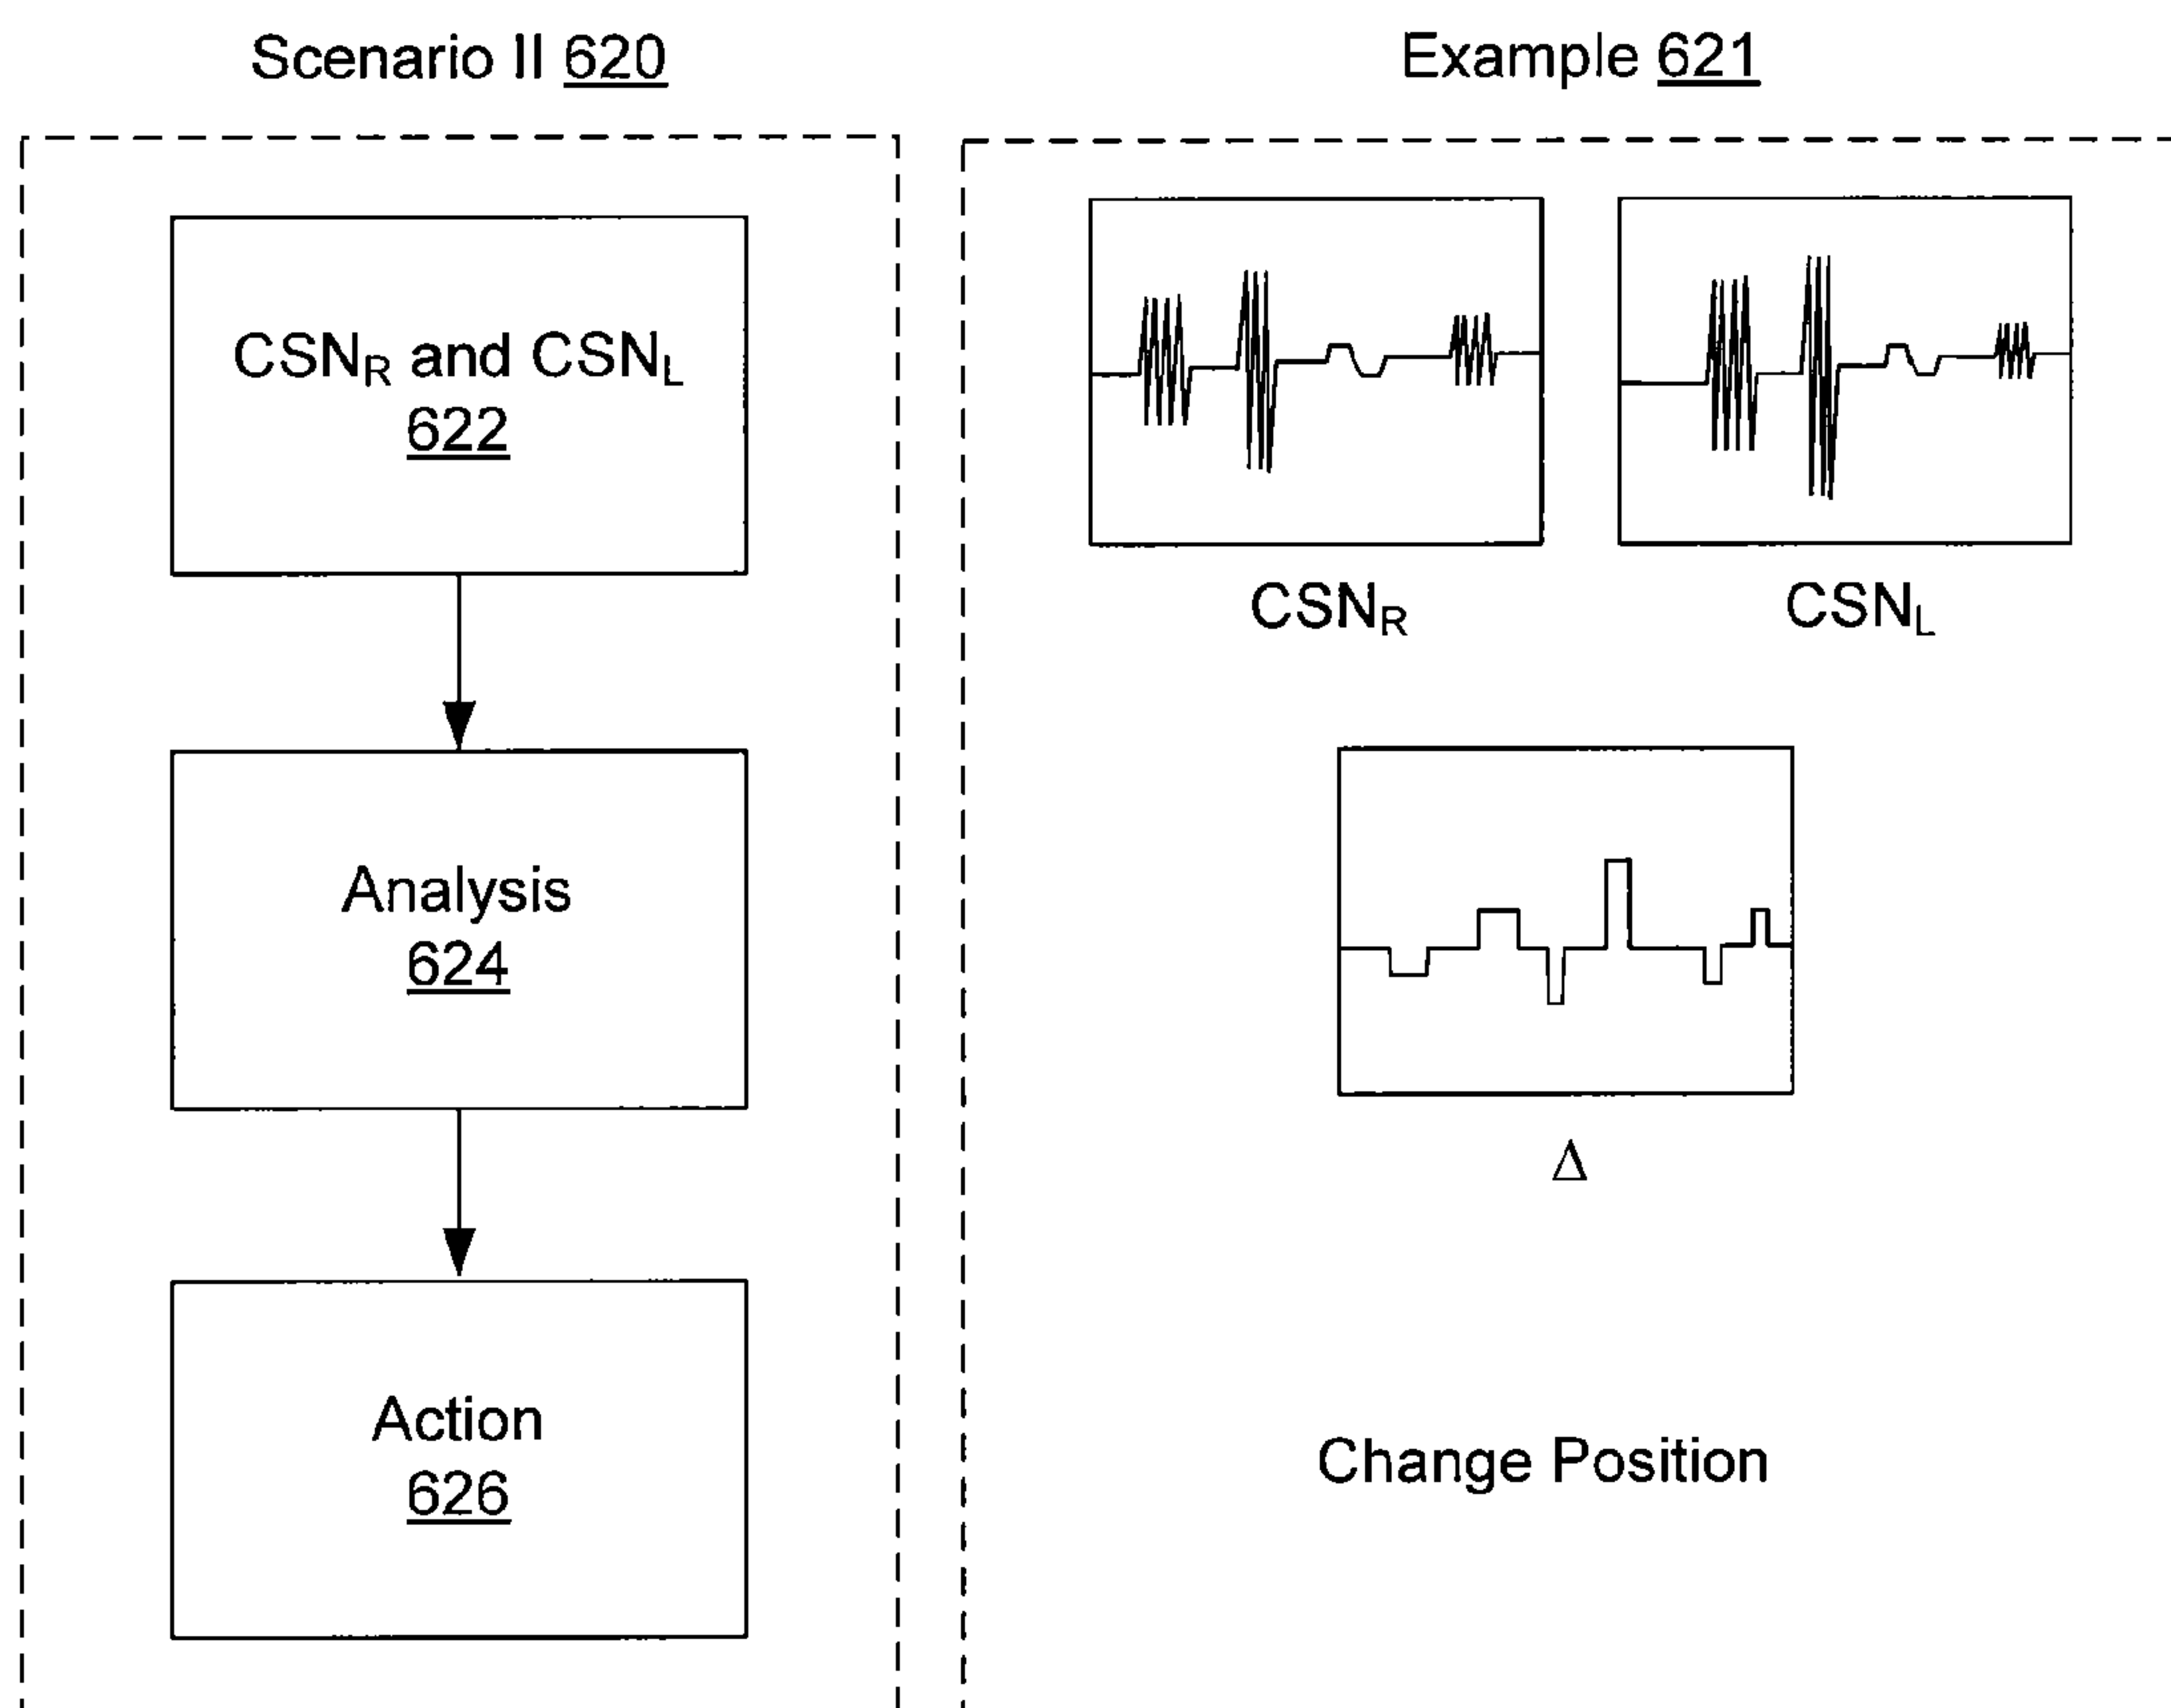 Scenario II 620
Example 621
CSNR and CSNL
622
CSNR
CSNL
Analysis
624
Δ
Action
626
Change Position